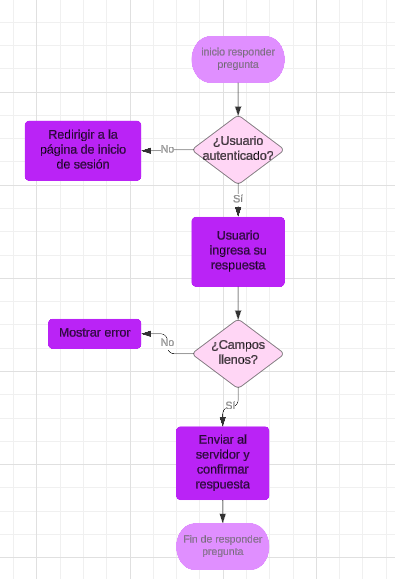 inicio responder
pregunta
¿Usuario
autenticado?
No
Redirigir a la
página de inicio
de sesión
Sí
Usuario
ingresa su
respuesta
¿Campos
llenos?
No
Mostrar error
Sí
Enviar al
servidor y
confirmar
respuesta
Fin de responder
pregunta